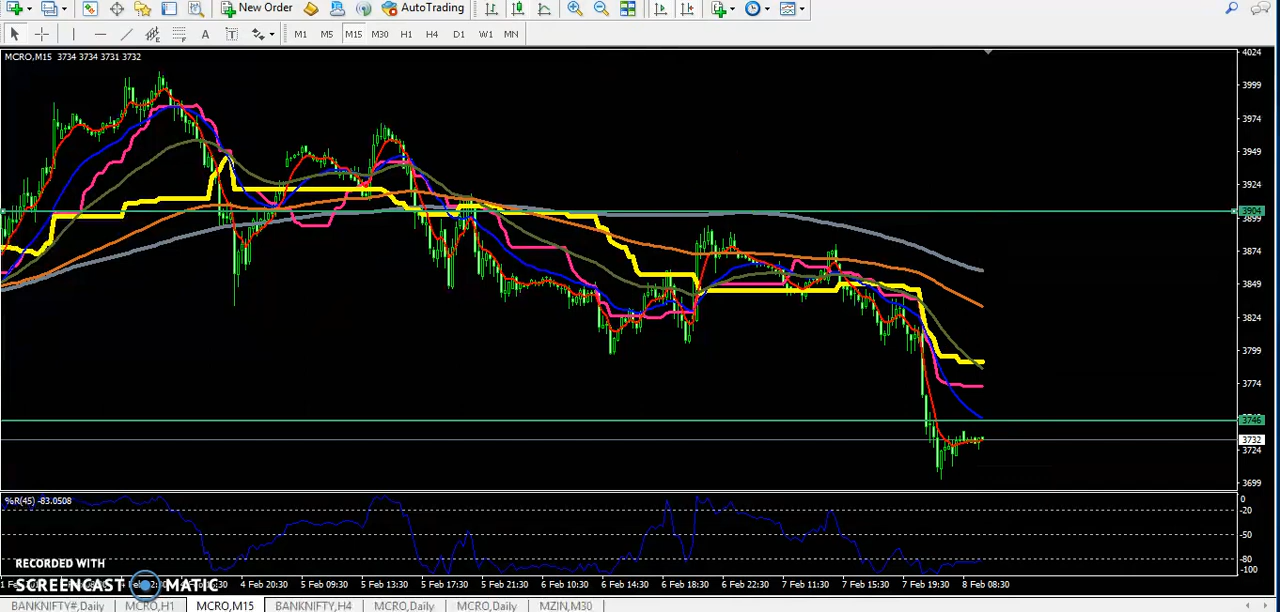 New Order AutoTrading
A T M1 M5 M15 M30 H1 H4 D1 W1 MN
MCRO,M15 3734 3734 3731 3732
4024
3999
3974
3949
3924
3904
3899
3874
3849
3824
3799
3774
3746
3732
3724
3699
%R(45) -83.0508
0
-20
-50
-80
-100
RECORDED WITH
SCREENCAST MATIC
4 Feb 20:30 5 Feb 09:30 5 Feb 13:30 5 Feb 17:30 5 Feb 21:30 6 Feb 10:30 6 Feb 14:30 6 Feb 18:30 6 Feb 22:30 7 Feb 11:30 7 Feb 15:30 7 Feb 19:30 8 Feb 08:30
BANKNIFTY#,Daily MCRO,H1 MCRO,M15 BANKNIFTY,H4 MCRO,Daily MCRO,Daily MZIN,M30